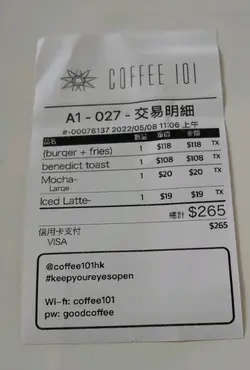 COFFEE 101
A1 - 027 - 交易明細
#-00078137 2022/05/08 11:06 上午
品名 數量 單價 金額
(burger + fries) 1 $118 $118 TX
benedict toast 1 $108 $108 TX
Mocha- 1 $20 $20 TX
Large
Iced Latte- 1 $19 $19 TX
總計 $265
信用卡支付 $265
VISA
@coffee101hk
#keepyoureyesopen
Wi-fi: coffee101
pw: goodcoffee